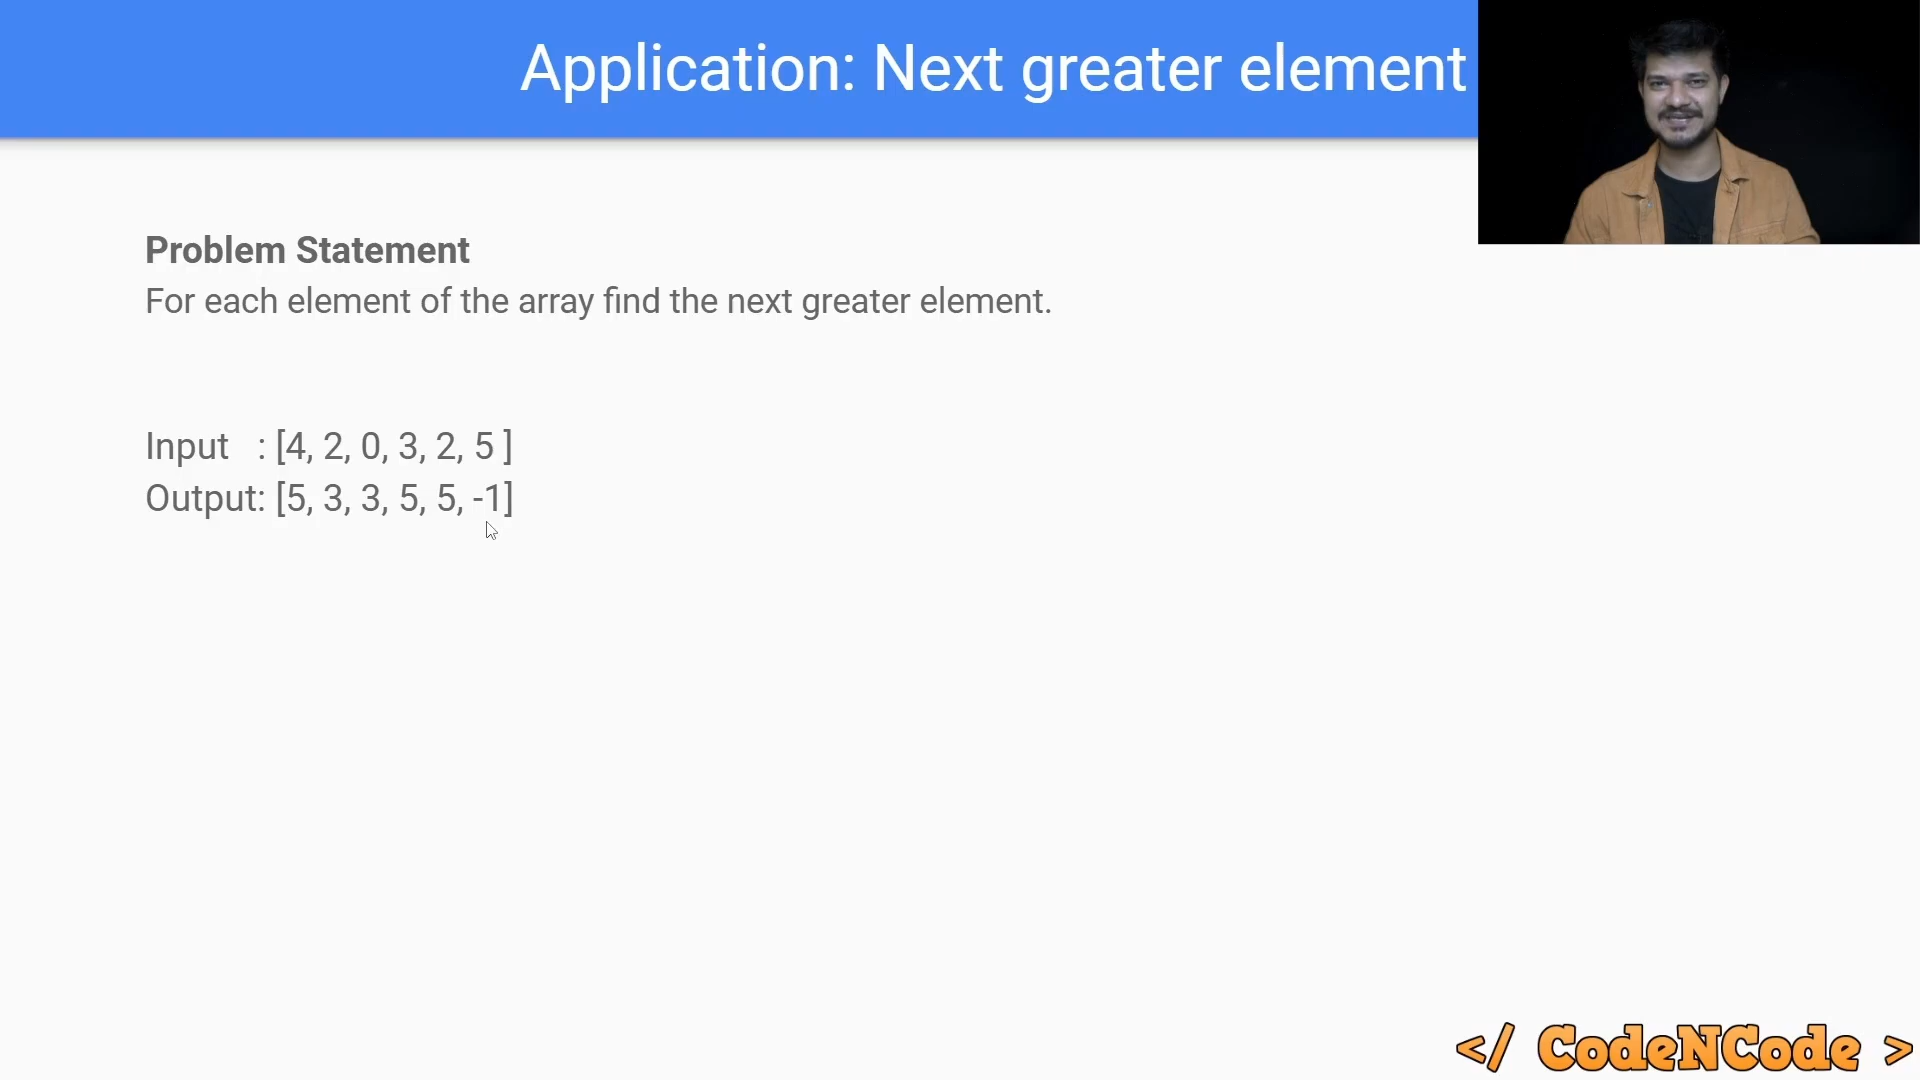 Application: Next greater element
Problem Statement
For each element of the array find the next greater element.
Input : [4, 2, 0, 3, 2, 5 ]
Output: [5, 3, 3, 5, 5, -1]
</ CodeNCode >